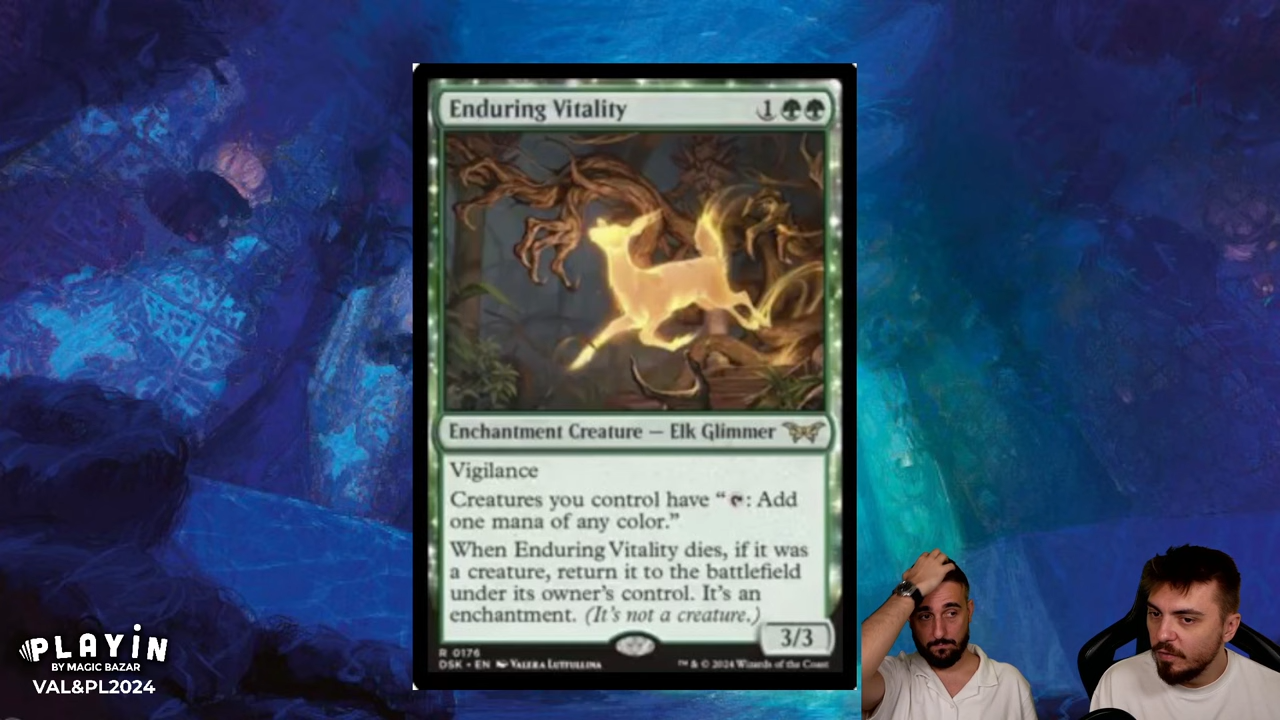 Enduring Vitality 1
Enchantment Creature — Elk Glimmer
Vigilance
Creatures you control have “: Add
one mana of any color.”
When Enduring Vitality dies, if it was
a creature, return it to the battlefield
under its owner’s control. It’s an
enchantment. (It’s not a creature.)
3/3
R 0176
DSK • EN VALERA LUTFULLINA
™ & © 2024 Wizards of the Coast
PLAYIN
BY MAGIC BAZAR
VAL&PL2024